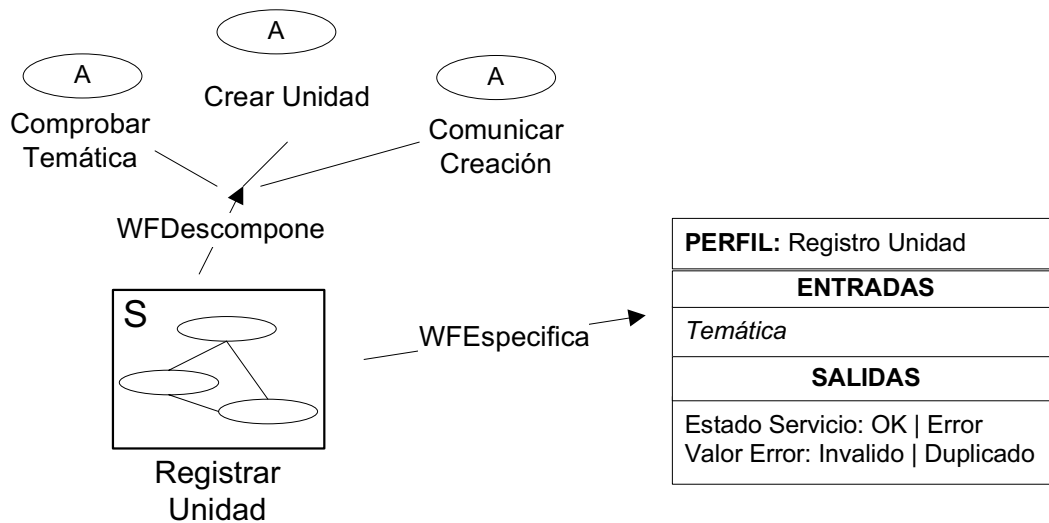 A
Crear Unidad
A
Comprobar
Temática
A
Comunicar
Creación
WFDescompone
S
Registrar
Unidad
WFEspecifica
PERFIL: Registro Unidad
ENTRADAS
Temática
SALIDAS
Estado Servicio: OK | Error
Valor Error: Invalido | Duplicado